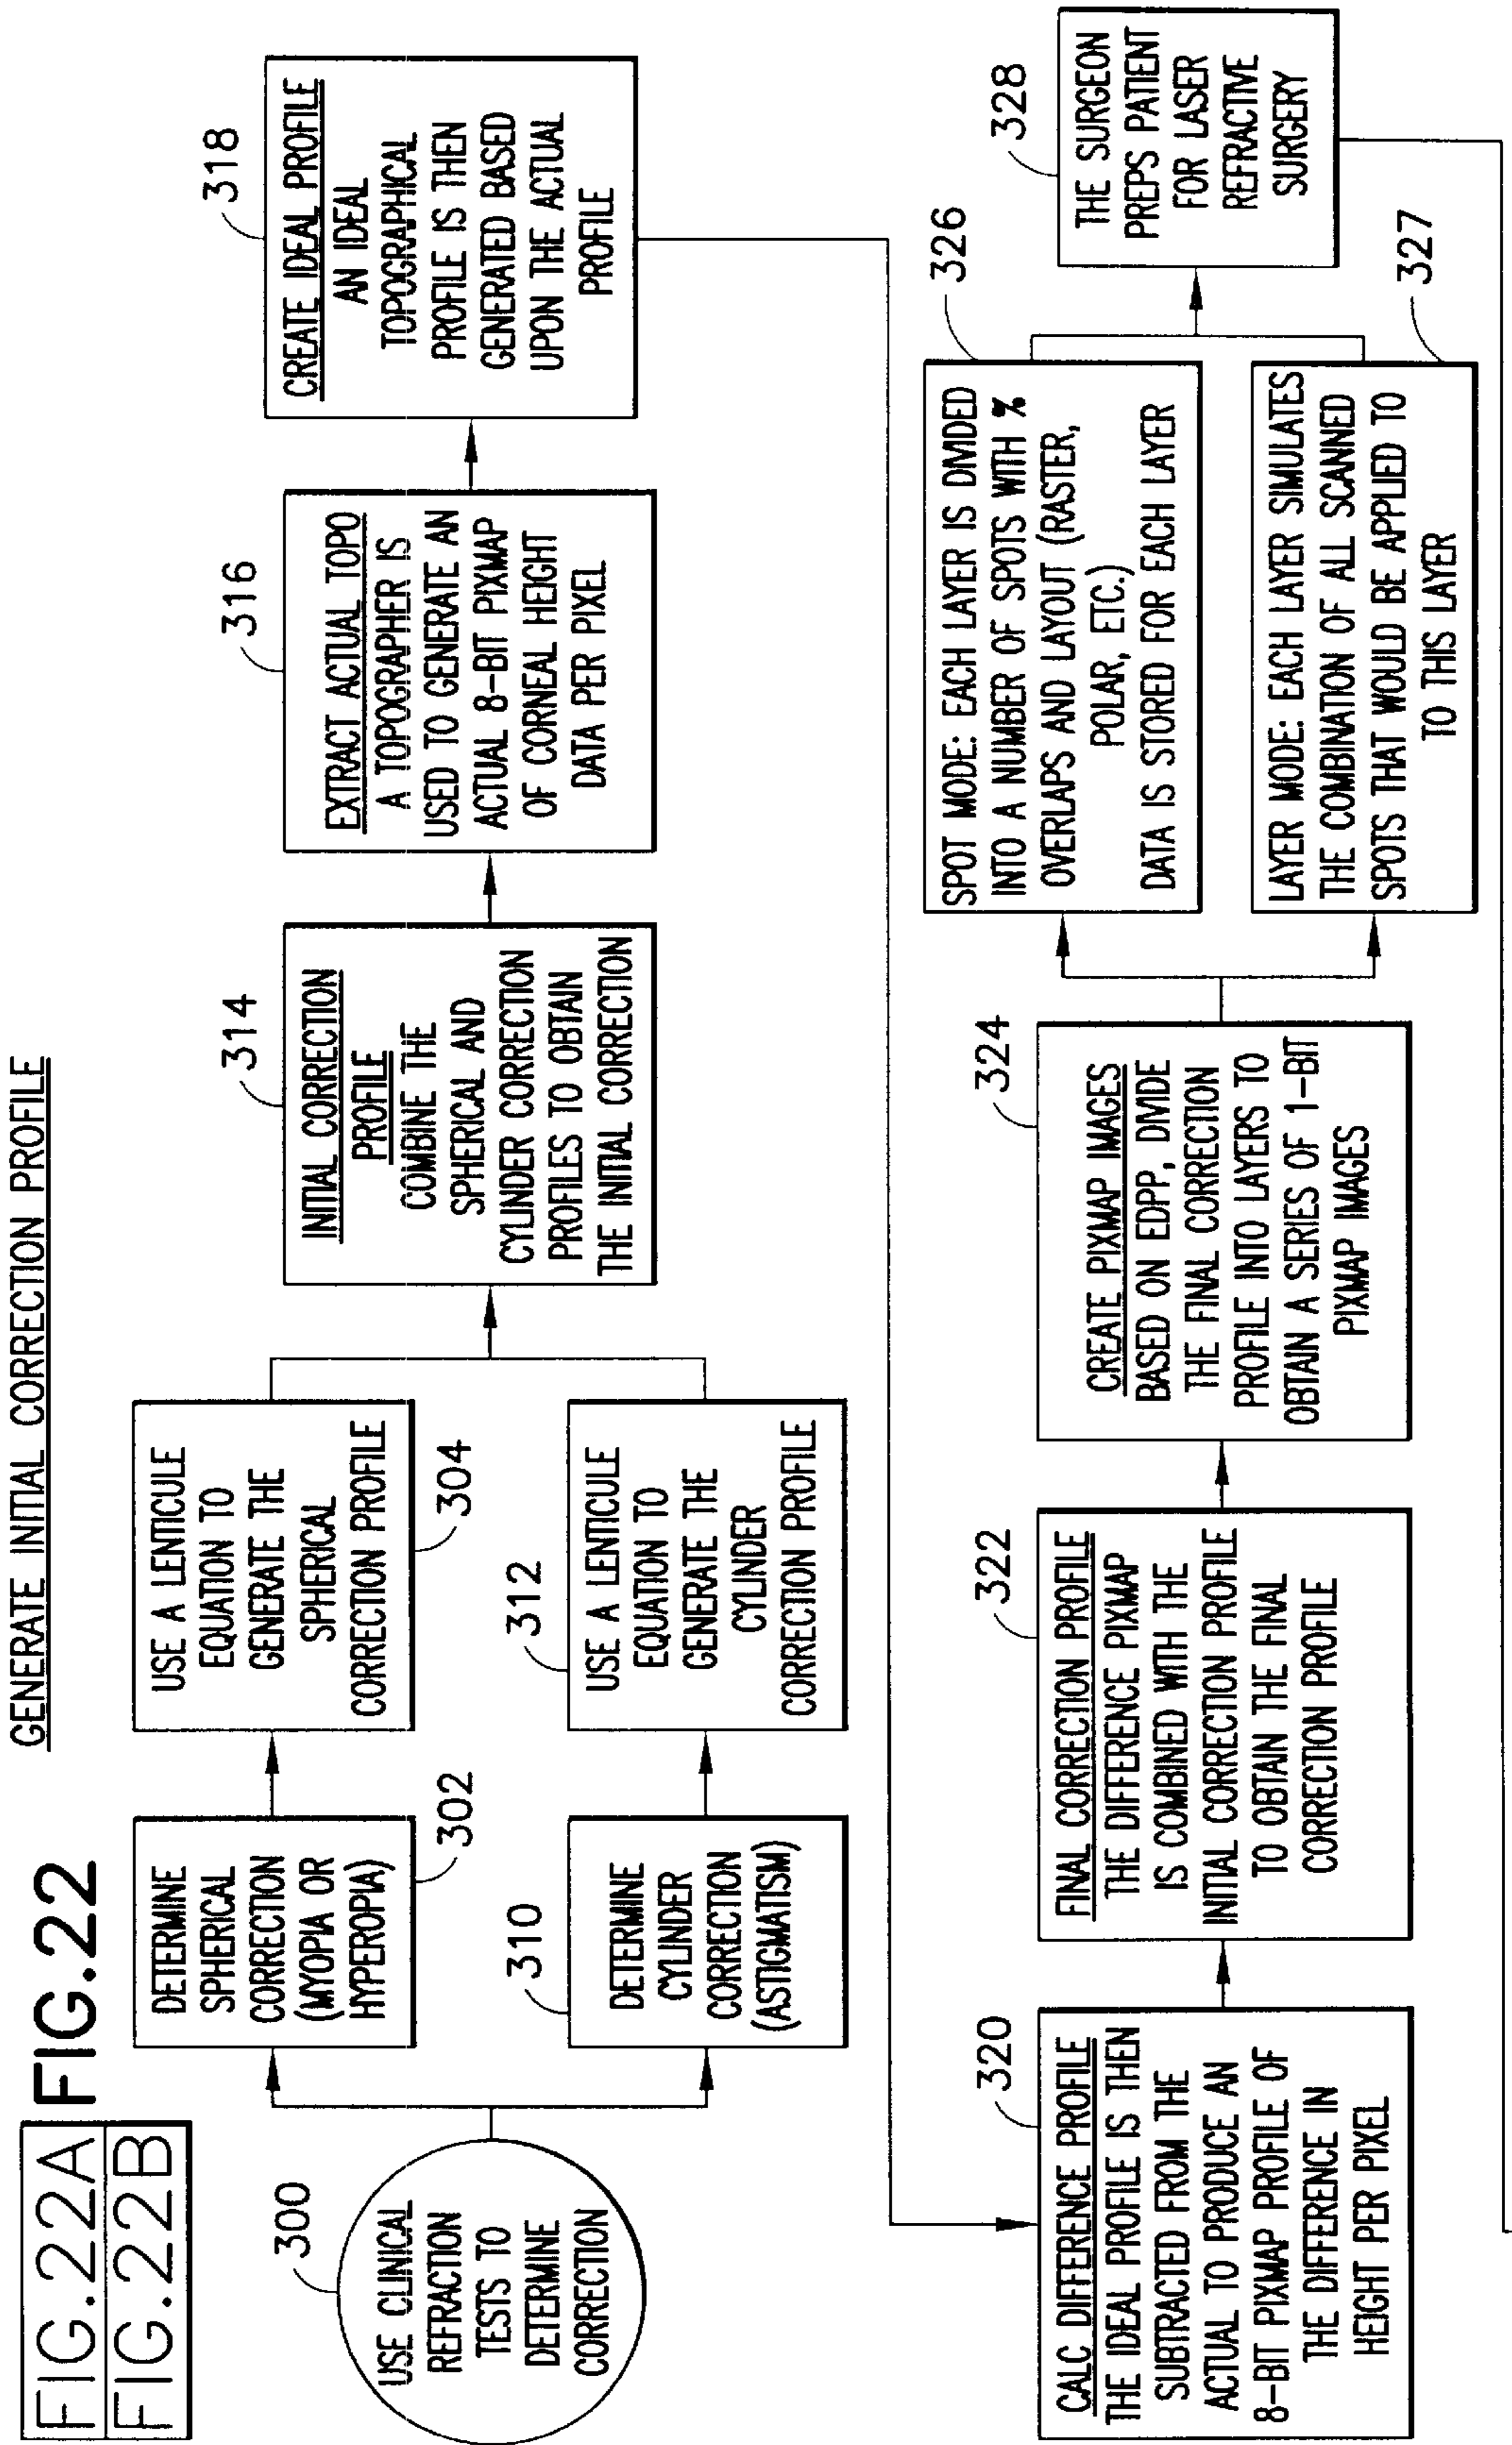 FIG.22A
FIG.22B
FIG.22
GENERATE INITIAL CORRECTION PROFILE
300
USE CLINICAL
REFRACTION
TESTS TO
DETERMINE
CORRECTION
DETERMINE
SPHERICAL
CORRECTION
(MYOPIA OR
HYPEROPIA)
302
USE A LENTICULE
EQUATION TO
GENERATE THE
SPHERICAL
CORRECTION PROFILE
304
310
DETERMINE
CYLINDER
CORRECTION
(ASTIGMATISM)
312
USE A LENTICULE
EQUATION TO
GENERATE THE
CYLINDER
CORRECTION PROFILE
314
INITIAL CORRECTION
PROFILE
COMBINE THE
SPHERICAL AND
CYLINDER CORRECTION
PROFILES TO OBTAIN
THE INITIAL CORRECTION
316
EXTRACT ACTUAL TOPO
A TOPOGRAPHER IS
USED TO GENERATE AN
ACTUAL 8-BIT PIXMAP
OF CORNEAL HEIGHT
DATA PER PIXEL
318
CREATE IDEAL PROFILE
AN IDEAL
TOPOGRAPHICAL
PROFILE IS THEN
GENERATED BASED
UPON THE ACTUAL
PROFILE
320
CALC DIFFERENCE PROFILE
THE IDEAL PROFILE IS THEN
SUBTRACTED FROM THE
ACTUAL TO PRODUCE AN
8-BIT PIXMAP PROFILE OF
THE DIFFERENCE IN
HEIGHT PER PIXEL
322
FINAL CORRECTION PROFILE
THE DIFFERENCE PIXMAP
IS COMBINED WITH THE
INITIAL CORRECTION PROFILE
TO OBTAIN THE FINAL
CORRECTION PROFILE
324
CREATE PIXMAP IMAGES
BASED ON EDPP, DIVIDE
THE FINAL CORRECTION
PROFILE INTO LAYERS TO
OBTAIN A SERIES OF 1-BIT
PIXMAP IMAGES
326
SPOT MODE: EACH LAYER IS DIVIDED
INTO A NUMBER OF SPOTS WITH %
OVERLAPS AND LAYOUT (RASTER,
POLAR, ETC.)
DATA IS STORED FOR EACH LAYER
LAYER MODE: EACH LAYER SIMULATES
THE COMBINATION OF ALL SCANNED
SPOTS THAT WOULD BE APPLIED TO
TO THIS LAYER
327
328
THE SURGEON
PREPS PATIENT
FOR LASER
REFRACTIVE
SURGERY